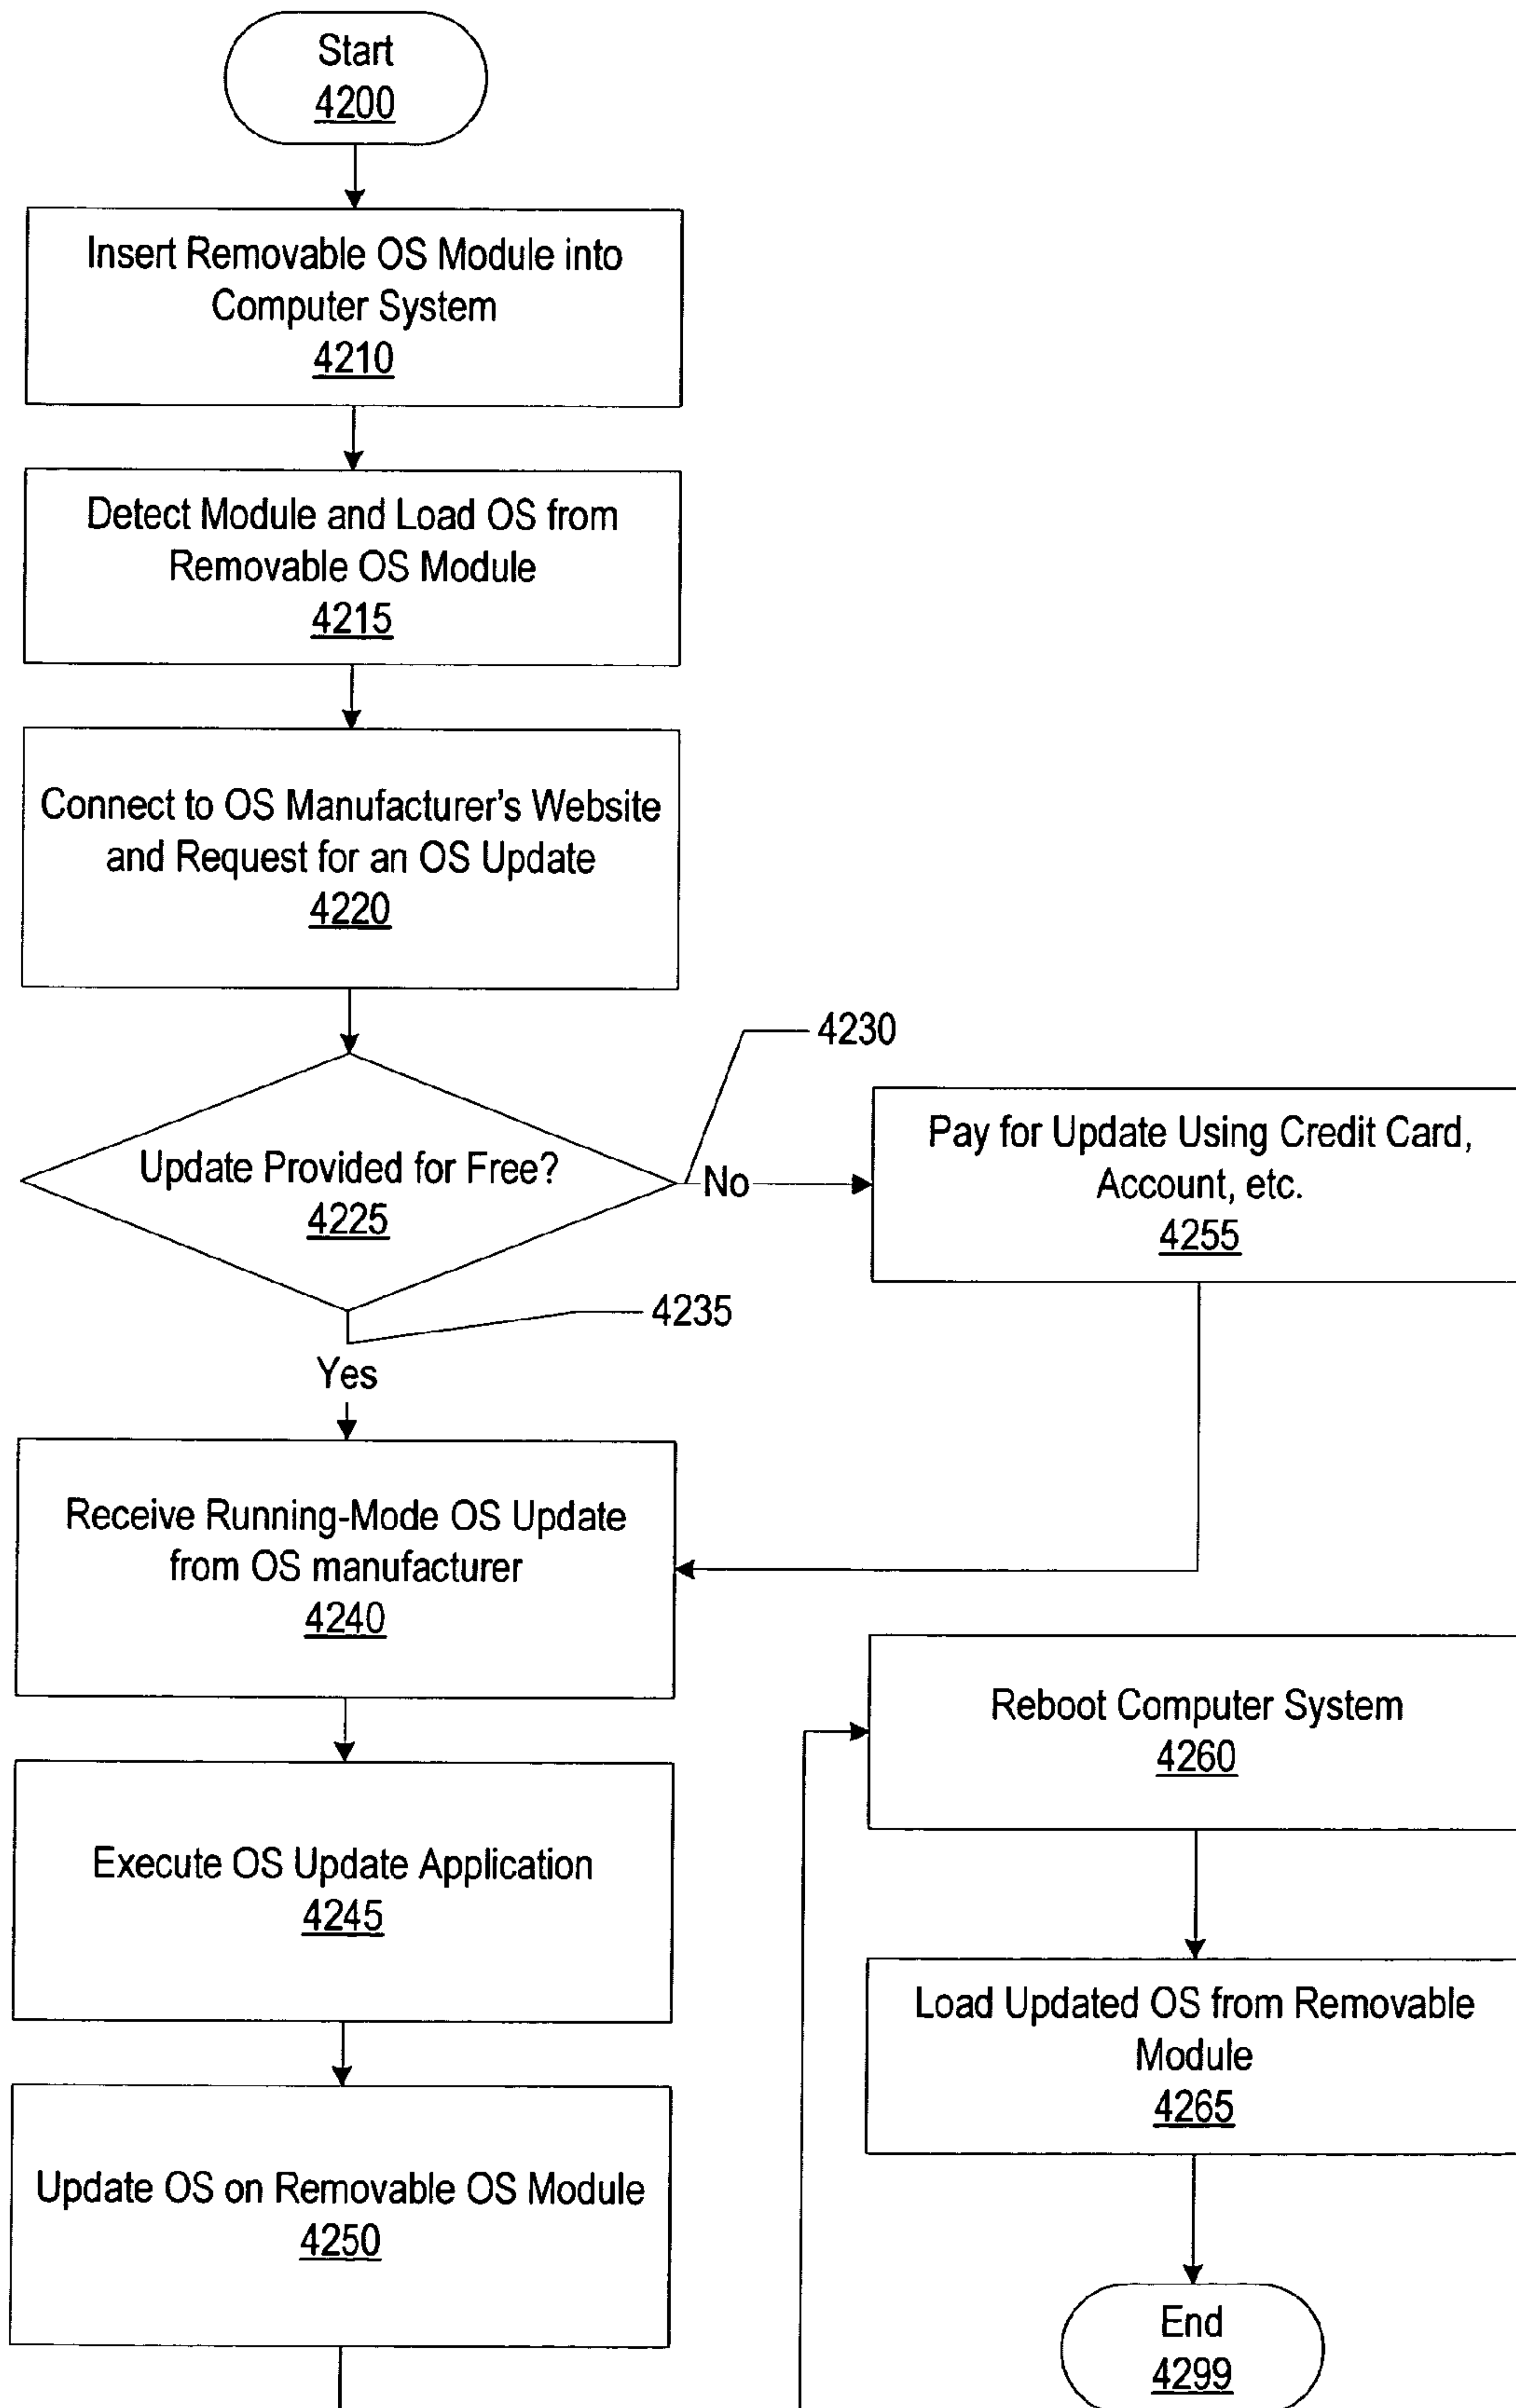 Start
4200
Insert Removable OS Module into
Computer System
4210
Detect Module and Load OS from
Removable OS Module
4215
Connect to OS Manufacturer's Website
and Request for an OS Update
4220
4230
Update Provided for Free?
4225
No
Pay for Update Using Credit Card,
Account, etc.
4255
4235
Yes
Receive Running-Mode OS Update
from OS manufacturer
4240
Execute OS Update Application
4245
Update OS on Removable OS Module
4250
Reboot Computer System
4260
Load Updated OS from Removable
Module
4265
End
4299